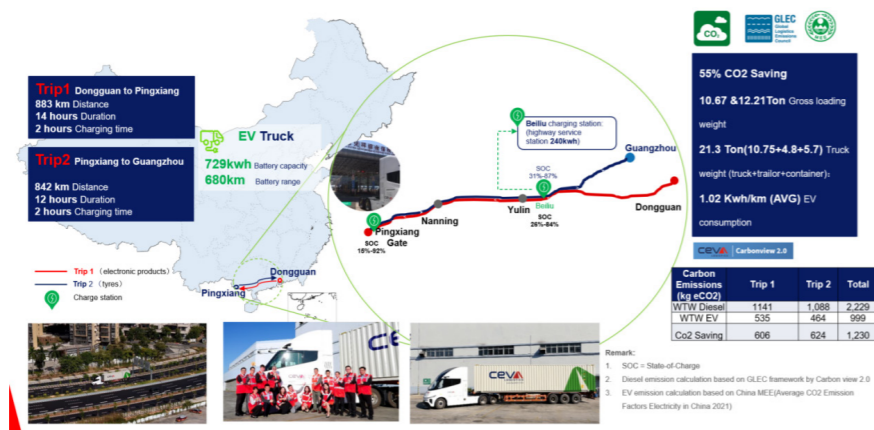 Trip1 Dongguan to Pingxiang
883 km Distance
14 hours Duration
2 hours Charging time
Trip2 Pingxiang to Guangzhou
842 km Distance
12 hours Duration
2 hours Charging time
EV Truck
729kwh Battery capacity
680km Battery range
Beiliu charging station:
(highway service
station 240kwh)
Guangzhou
SOC
31%-87%
Beiliu
SOC
26%-84%
Yulin
Dongguan
Nanning
Pingxiang
Gate
SOC
15%-92%
Trip 1 (electronic products)
Trip 2 (tyres)
Charge station
Dongguan
Pingxiang
CO2
GLEC
Global
Logistics
Emissions
Council
MEE
55% CO2 Saving
10.67 &12.21Ton Gross loading
weight
21.3 Ton(10.75+4.8+5.7) Truck
weight (truck+trailor+container);
1.02 Kwh/km (AVG) EV
consumption
CEVA Carbonview 2.0
Carbon
Emissions
(kg eCO2) Trip 1 Trip 2 Total
WTW Diesel 1141 1,088 2,229
WTW EV 535 464 999
Co2 Saving 606 624 1,230
Remark:
1. SOC = State-of-Charge
2. Diesel emission calculation based on GLEC framework by Carbon view 2.0
3. EV emission calculation based on China MEE(Average CO2 Emission
Factors Electricity in China 2021)
CEVA
CEVA